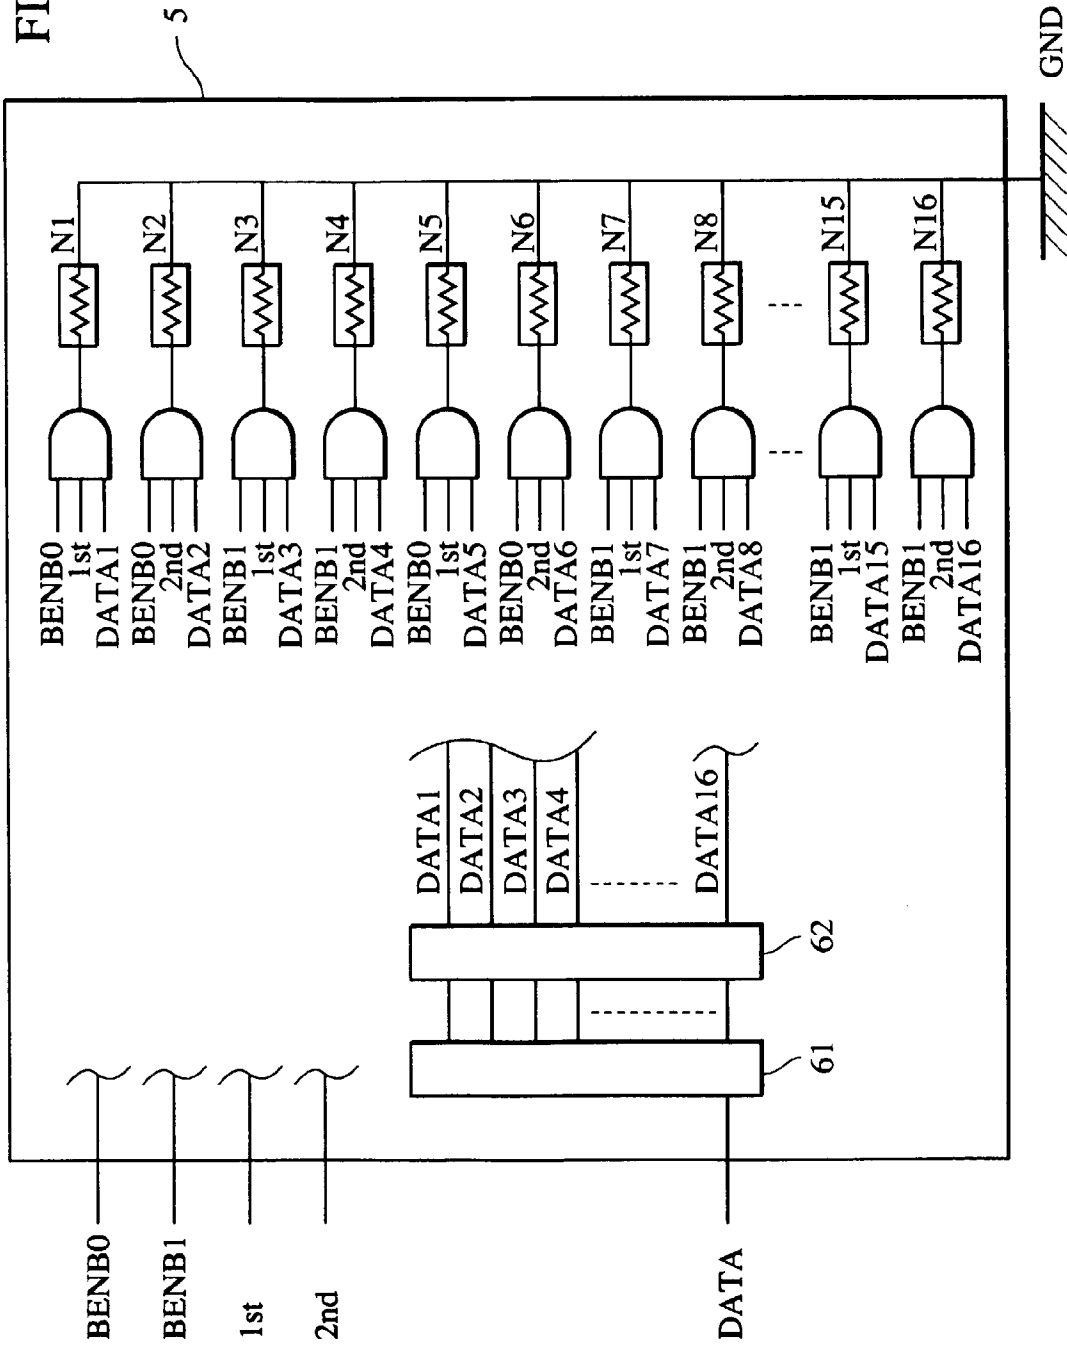 FI
5
BENB0
1st
DATA1
N1
BENB0
2nd
DATA2
N2
BENB1
1st
DATA3
N3
BENB1
2nd
DATA4
N4
BENB0
1st
DATA5
N5
BENB0
2nd
DATA6
N6
BENB1
1st
DATA7
N7
BENB1
2nd
DATA8
N8
BENB1
1st
DATA15
N15
BENB1
2nd
DATA16
N16
GND
DATA1
DATA2
DATA3
DATA4
DATA16
62
61
BENB0
BENB1
1st
2nd
DATA